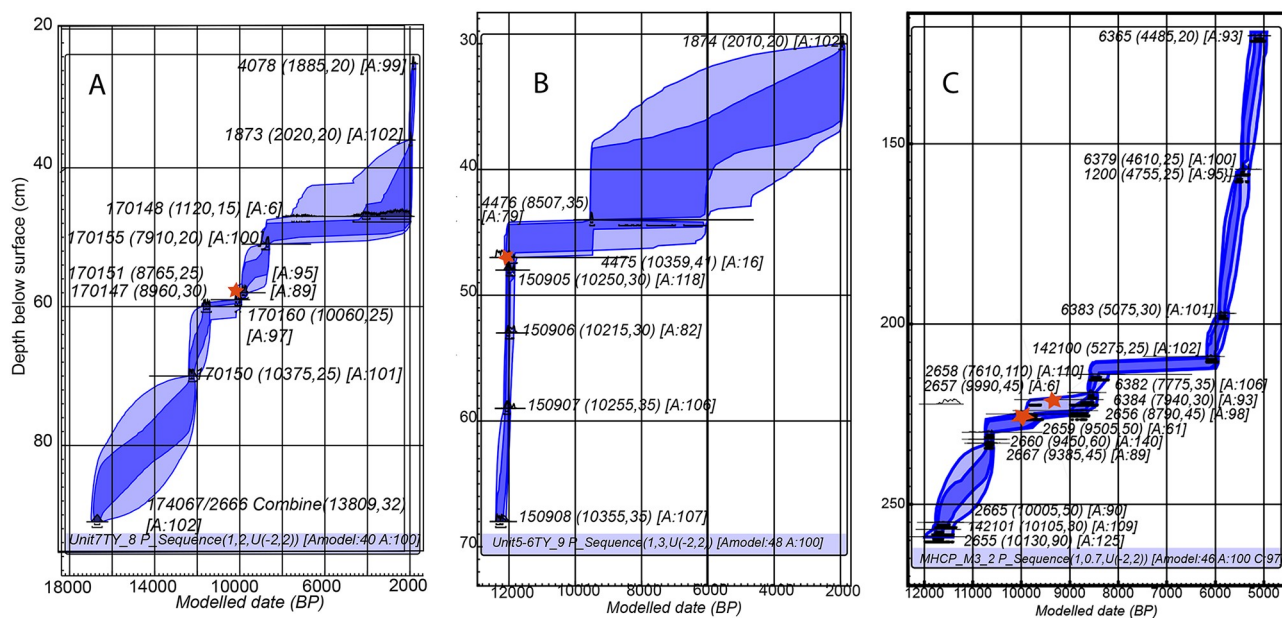 A
20
40
60
80
Depth below surface (cm)
4078 (1885,20) [A:99]
1873 (2020,20) [A:102]
170148 (1120,15) [A:6]
170155 (7910,20) [A:100]
170151 (8765,25) [A:95]
170147 (8960,30) [A:89]
170160 (10060,25)
[A:97]
170150 (10375,25) [A:101]
174067/2666 Combine(13809,32)
[A:102]
Unit7TY_8 P_Sequence(1,2,U(-2,2)) [Amodel:40 A:100]
18000 14000 10000 6000 2000
Modelled date (BP)
B
30
40
50
60
70
1874 (2010,20) [A:102]
4476 (8507,35)
[A:79]
4475 (10359,41) [A:16]
150905 (10250,30) [A:118]
150906 (10215,30) [A:82]
150907 (10255,35) [A:106]
150908 (10355,35) [A:107]
Unit5-6TY_9 P_Sequence(1,3,U(-2,2,)) [Amodel:48 A:100]
12000 10000 8000 6000 4000 2000
Modelled date (BP)
C
150
200
250
6365 (4485,20) [A:93]
6379 (4610,25) [A:100]
1200 (4755,25) [A:95]
6383 (5075,30) [A:101]
142100 (5275,25) [A:102]
2658 (7610,110) [A:110]
2657 (9990,45) [A:6]
6382 (7775,35) [A:106]
6384 (7940,30) [A:93]
2656 (8790,45) [A:98]
2659 (9505,50) [A:61]
2660 (9450,60) [A:140]
2667 (9385,45) [A:89]
2665 (10005,50) [A:90]
142101 (10105,30) [A:109]
2655 (10130,90) [A:125]
MHCP_M3_2 P_Sequence(1,0.7,U(-2,2)) [Amodel:46 A:100 C:97]
12000 11000 10000 9000 8000 7000 6000 5000
Modelled date (BP)